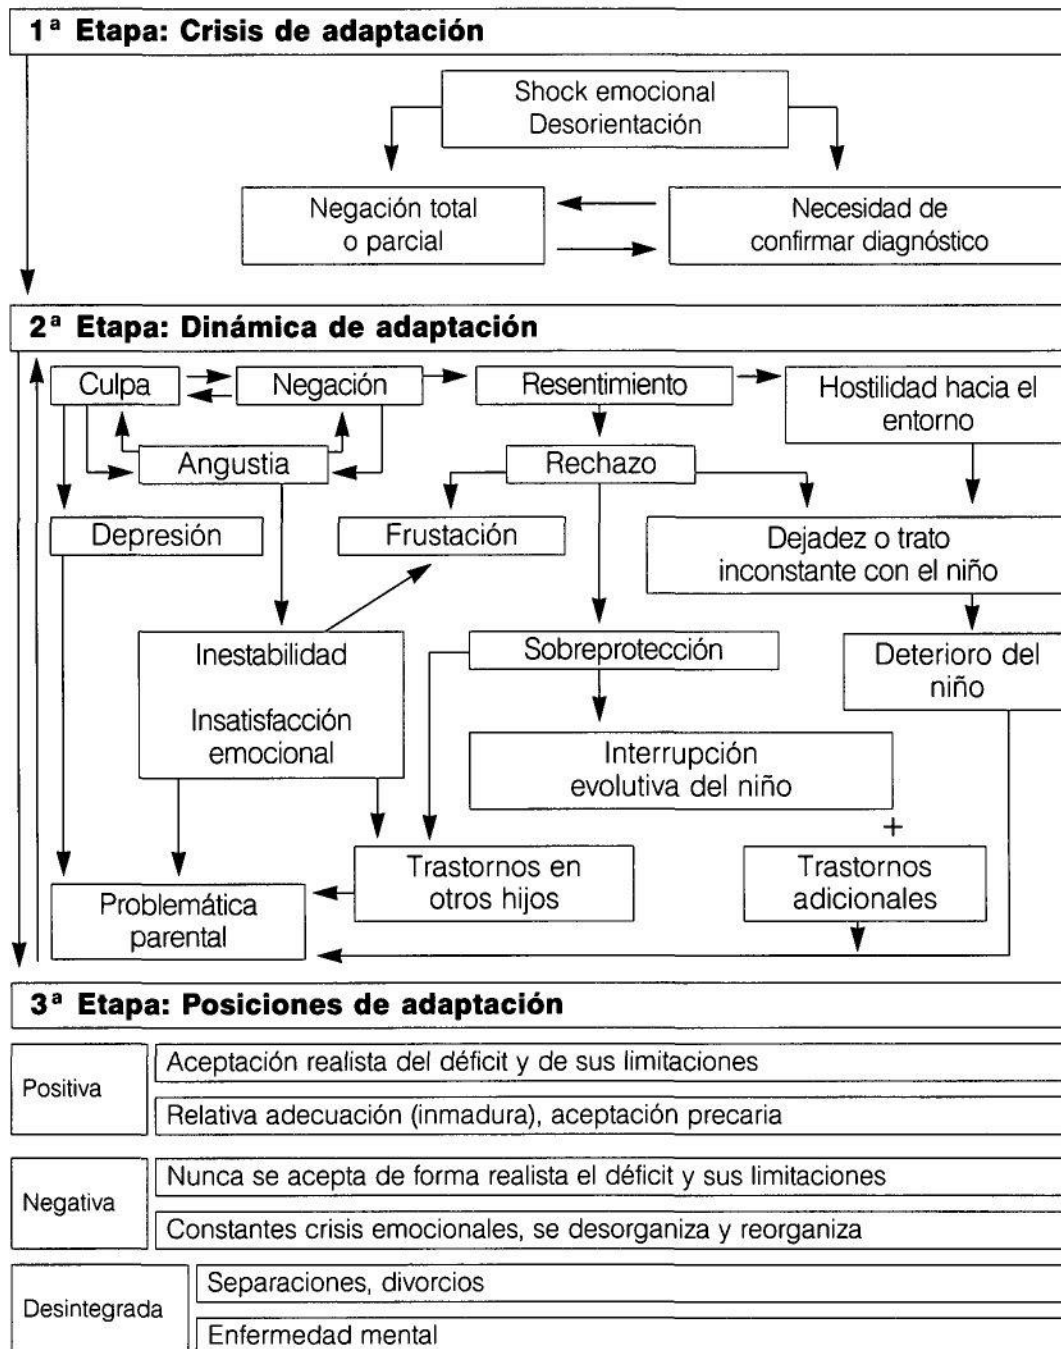 1ª Etapa: Crisis de adaptación
Shock emocional
Desorientación
Negación total
o parcial
Necesidad de
confirmar diagnóstico
2ª Etapa: Dinámica de adaptación
Culpa
Negación
Resentimiento
Hostilidad hacia el
entorno
Angustia
Rechazo
Depresión
Frustación
Dejadez o trato
inconstante con el niño
Inestabilidad
Insatisfacción
emocional
Sobreprotección
Deterioro del
niño
Interrupción
evolutiva del niño
+
Trastornos en
otros hijos
Trastornos
adicionales
Problemática
parental
3ª Etapa: Posiciones de adaptación
Positiva
Aceptación realista del déficit y de sus limitaciones
Relativa adecuación (inmadura), aceptación precaria
Negativa
Nunca se acepta de forma realista el déficit y sus limitaciones
Constantes crisis emocionales, se desorganiza y reorganiza
Desintegrada
Separaciones, divorcios
Enfermedad mental